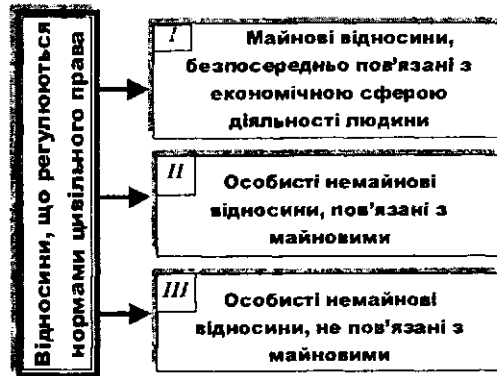 Відносини, що регулюються
нормами цивільного права
I
Майнові відносини,
безпосередньо пов'язані з
економічною сферою
діяльності людини
II
Особисті немайнові
відносини, пов'язані з
майновими
III
Особисті немайнові
відносини, не пов'язані з
майновими